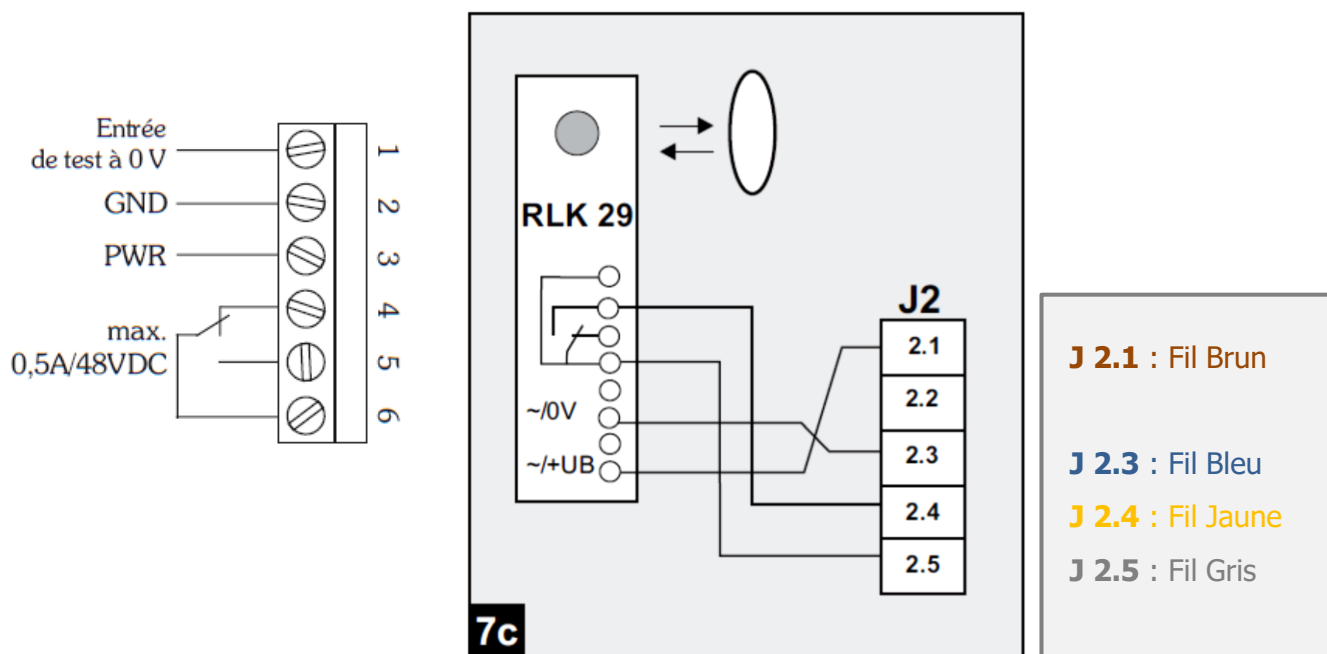 Entrée
de test à 0 V
GND
PWR
max.
0,5A/48VDC
1
2
3
4
5
6
RLK 29
~/0V
~/+UB
J2
2.1
2.2
2.3
2.4
2.5
7c
J 2.1 : Fil Brun
J 2.3 : Fil Bleu
J 2.4 : Fil Jaune
J 2.5 : Fil Gris